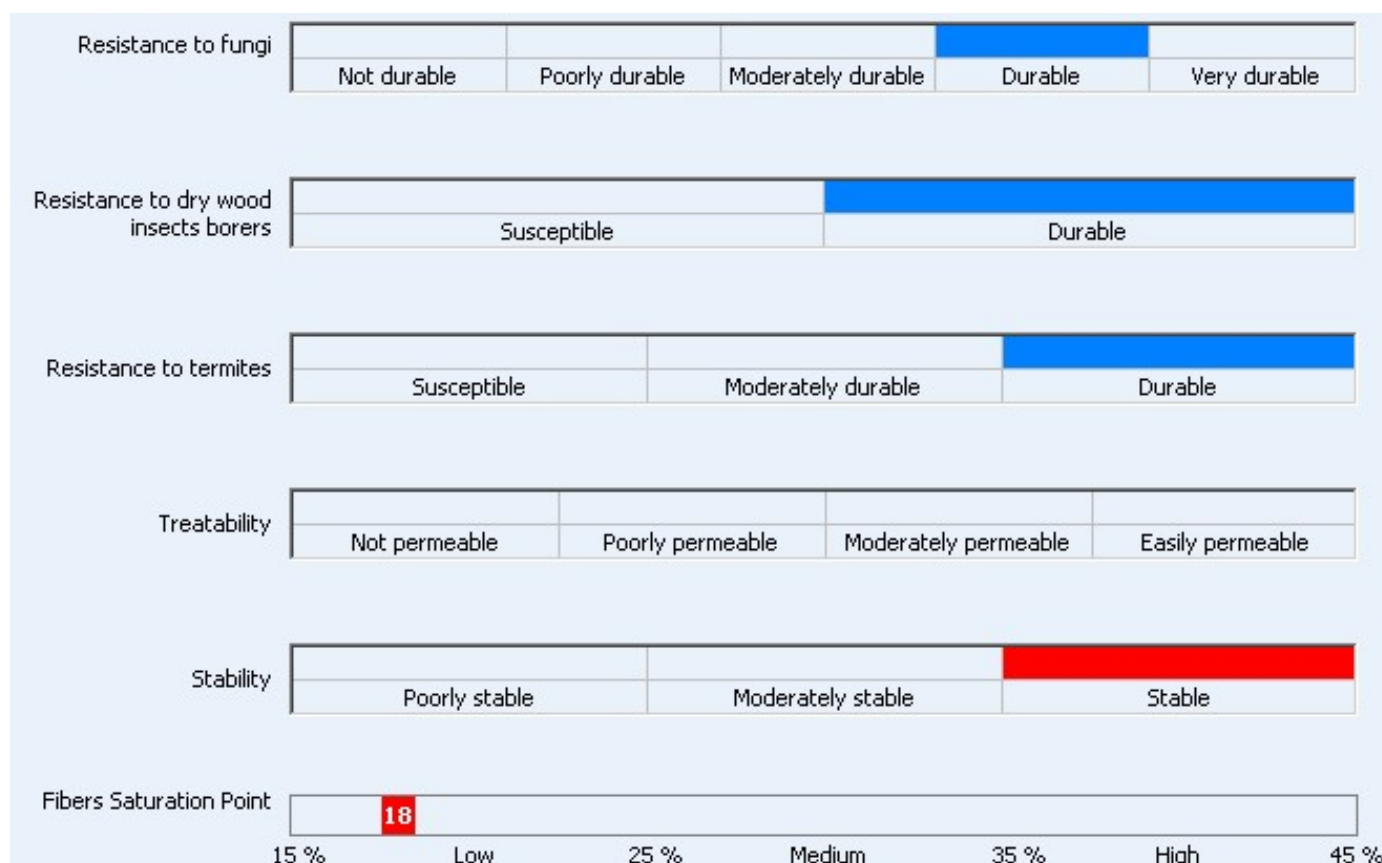 Resistance to fungi
Not durable Poorly durable Moderately durable Durable Very durable
Resistance to dry wood
insects borers
Susceptible Durable
Resistance to termites
Susceptible Moderately durable Durable
Treatability
Not permeable Poorly permeable Moderately permeable Easily permeable
Stability
Poorly stable Moderately stable Stable
Fibers Saturation Point
18
15 % Low 25 % Medium 35 % High 45 %